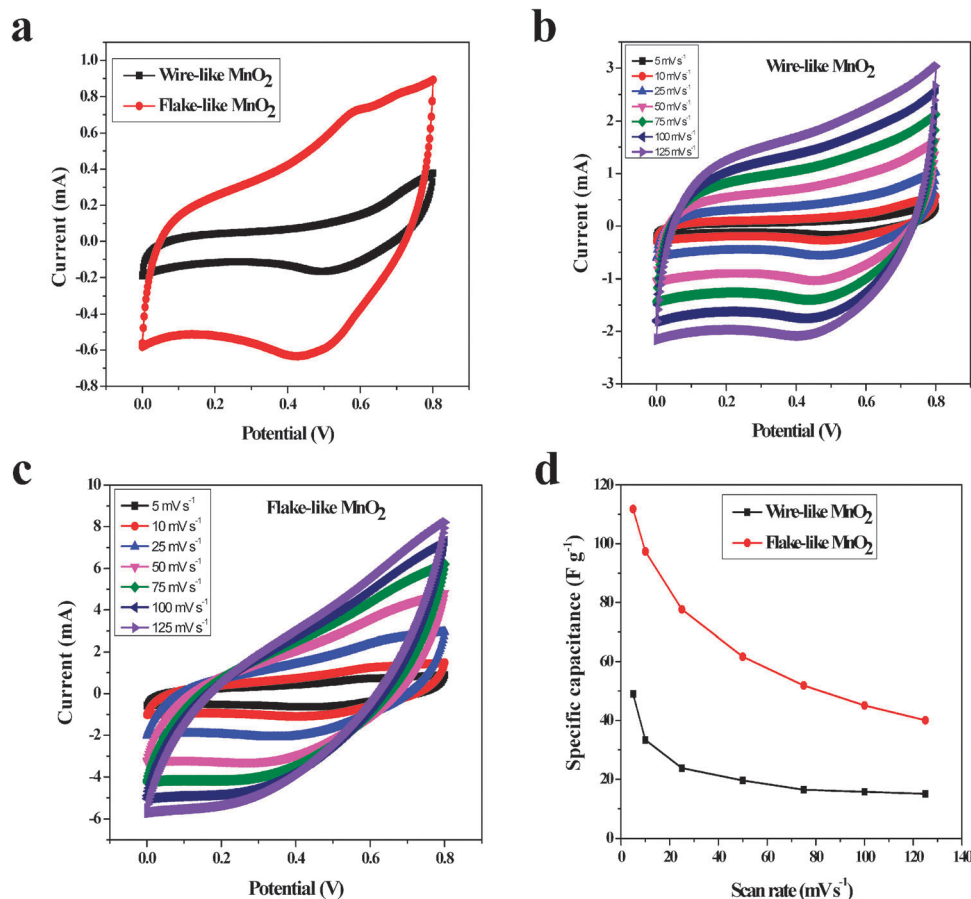 a
Wire-like MnO2
Flake-like MnO2
1.0
0.8
0.6
0.4
0.2
0.0
-0.2
-0.4
-0.6
-0.8
Current (mA)
0.0 0.2 0.4 0.6 0.8
Potential (V)
b
5 mV s-1
10 mV s-1
25 mV s-1
50 mV s-1
75 mV s-1
100 mV s-1
125 mV s-1
Wire-like MnO2
3
2
1
0
-1
-2
-3
Current (mA)
0.0 0.2 0.4 0.6 0.8
Potential (V)
c
5 mV s-1
10 mV s-1
25 mV s-1
50 mV s-1
75 mV s-1
100 mV s-1
125 mV s-1
Flake-like MnO2
10
8
6
4
2
0
-2
-4
-6
Current (mA)
0.0 0.2 0.4 0.6 0.8
Potential (V)
d
Wire-like MnO2
Flake-like MnO2
120
100
80
60
40
20
0
Specific capacitance (F g-1)
0 20 40 60 80 100 120 140
Scan rate (mV s-1)